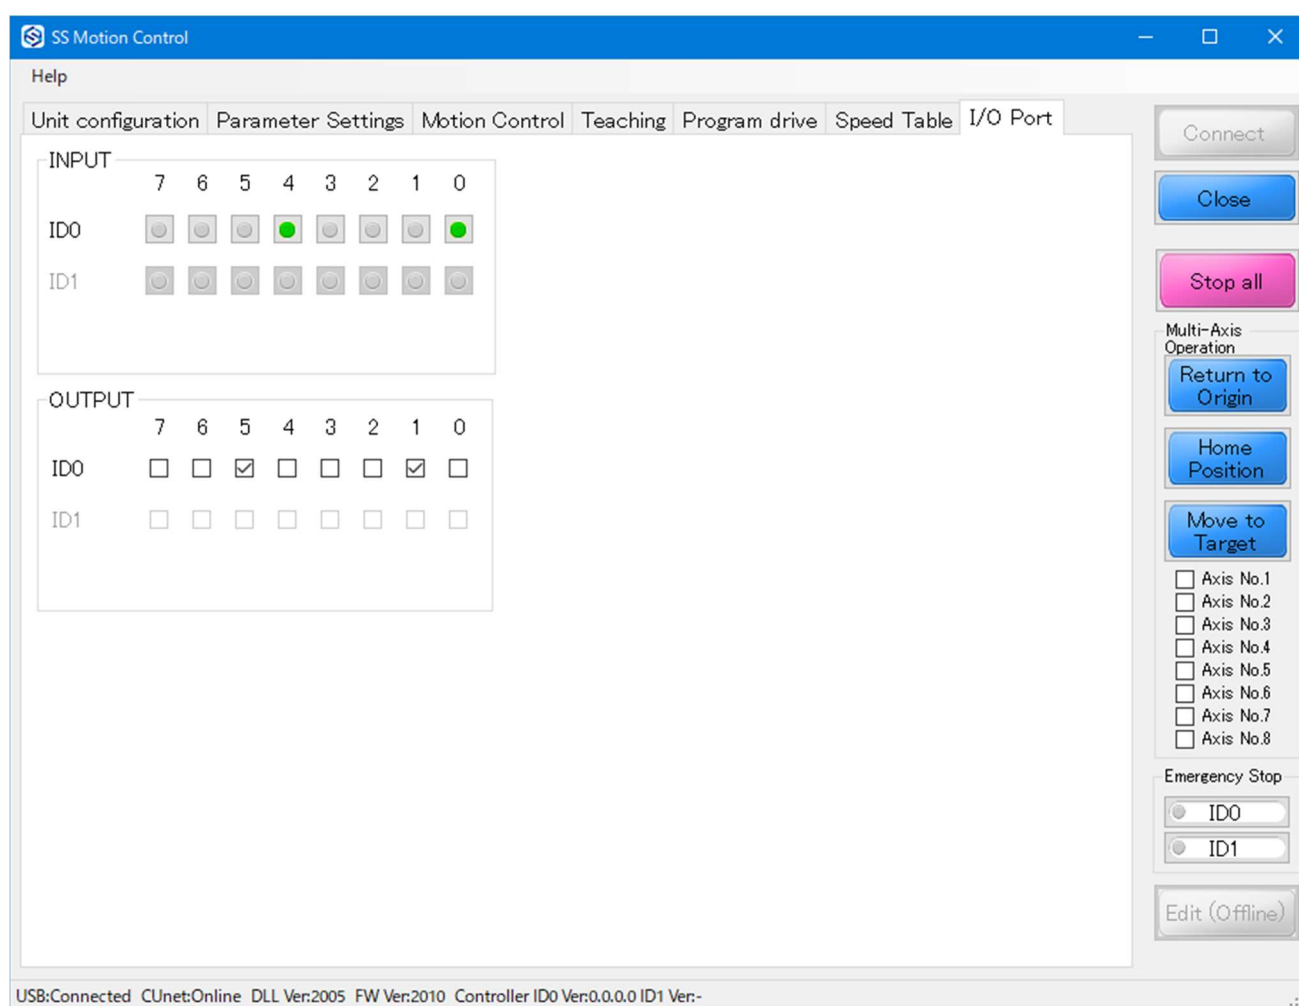 SS Motion Control
Help
Unit configuration Parameter Settings Motion Control Teaching Program drive Speed Table I/O Port
INPUT
7 6 5 4 3 2 1 0
ID0
ID1
OUTPUT
7 6 5 4 3 2 1 0
ID0
ID1
Connect
Close
Stop all
Multi-Axis
Operation
Return to
Origin
Home
Position
Move to
Target
Axis No.1
Axis No.2
Axis No.3
Axis No.4
Axis No.5
Axis No.6
Axis No.7
Axis No.8
Emergency Stop
ID0
ID1
Edit (Offline)
USB:Connected CUnet:Online DLL Ver:2005 FW Ver:2010 Controller ID0 Ver:0.0.0.0 ID1 Ver:-